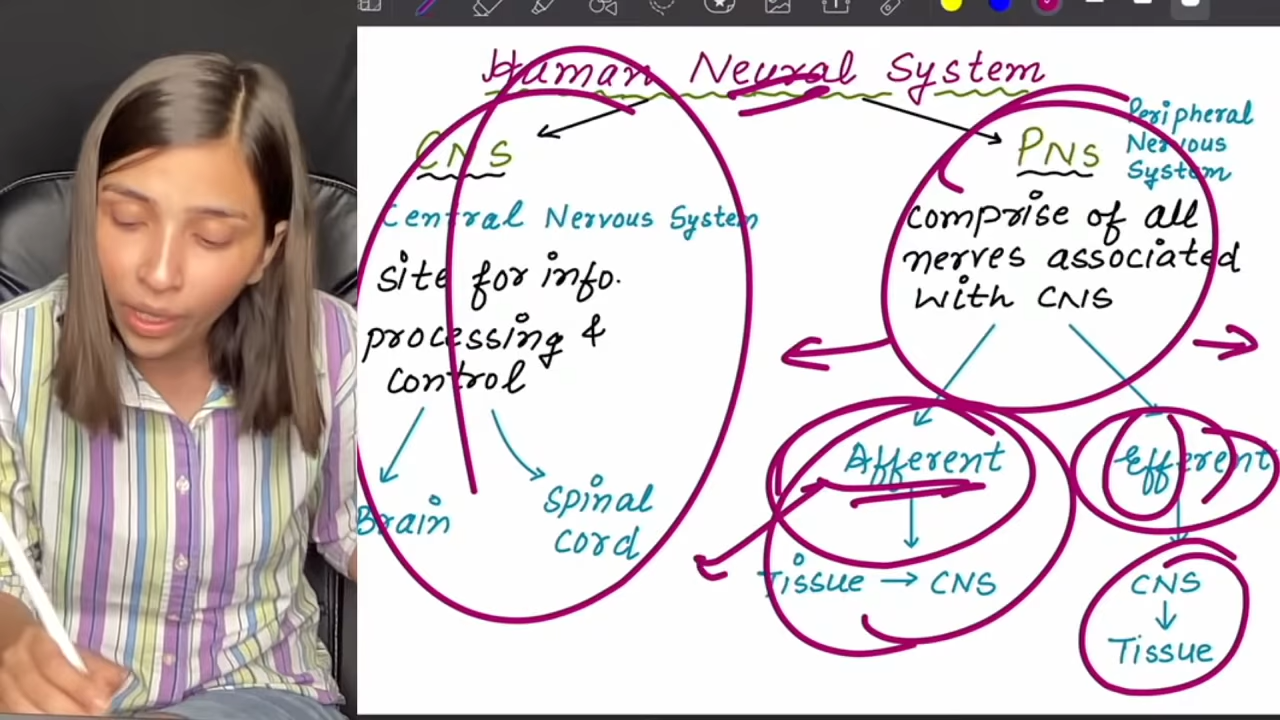 Human Neural System
CNS
Central Nervous System
site for info.
processing &
control
Brain
Spinal
cord
PNS
Peripheral
Nervous
System
comprise of all
nerves associated
with CNS
Afferent
Tissue → CNS
Efferent
CNS
↓
Tissue